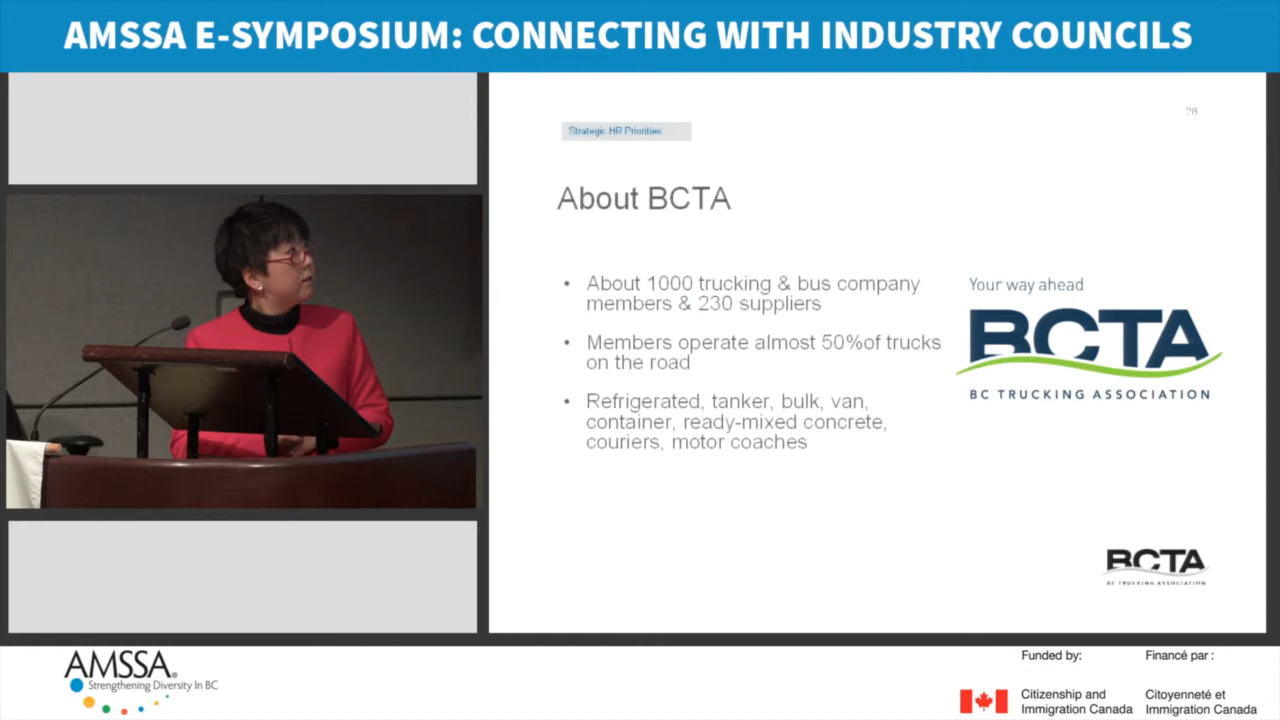 AMSSA E-SYMPOSIUM: CONNECTING WITH INDUSTRY COUNCILS
28
Strategic HR Priorities
About BCTA
• About 1000 trucking & bus company
members & 230 suppliers
• Members operate almost 50%of trucks
on the road
• Refrigerated, tanker, bulk, van,
container, ready-mixed concrete,
couriers, motor coaches
Your way ahead
BCTA
BC TRUCKING ASSOCIATION
BCTA
BC TRUCKING ASSOCIATION
AMSSA®
Strengthening Diversity In BC
Funded by:
Citizenship and
Immigration Canada
Financé par :
Citoyenneté et
Immigration Canada